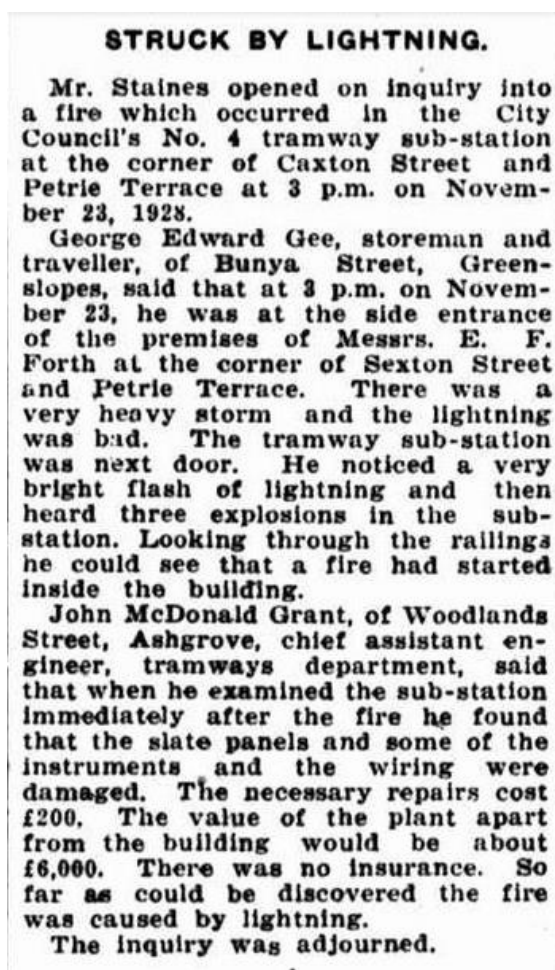 STRUCK BY LIGHTNING.
Mr. Staines opened on inquiry into
a fire which occurred in the City
Council's No. 4 tramway sub-station
at the corner of Caxton Street and
Petrie Terrace at 3 p.m. on Novem-
ber 23, 1928.
George Edward Gee, storeman and
traveller, of Bunya Street, Green-
slopes, said that at 3 p.m. on Novem-
ber 23, he was at the side entrance
of the premises of Messrs. E. F.
Forth at the corner of Sexton Street
and Petrie Terrace. There was a
very heavy storm and the lightning
was bad. The tramway sub-station
was next door. He noticed a very
bright flash of lightning and then
heard three explosions in the sub-
station. Looking through the railings
he could see that a fire had started
inside the building.
John McDonald Grant, of Woodlands
Street, Ashgrove, chief assistant en-
gineer, tramways department, said
that when he examined the sub-station
immediately after the fire he found
that the slate panels and some of the
instruments and the wiring were
damaged. The necessary repairs cost
£200. The value of the plant apart
from the building would be about
£6,000. There was no insurance. So
far as could be discovered the fire
was caused by lightning.
The inquiry was adjourned.